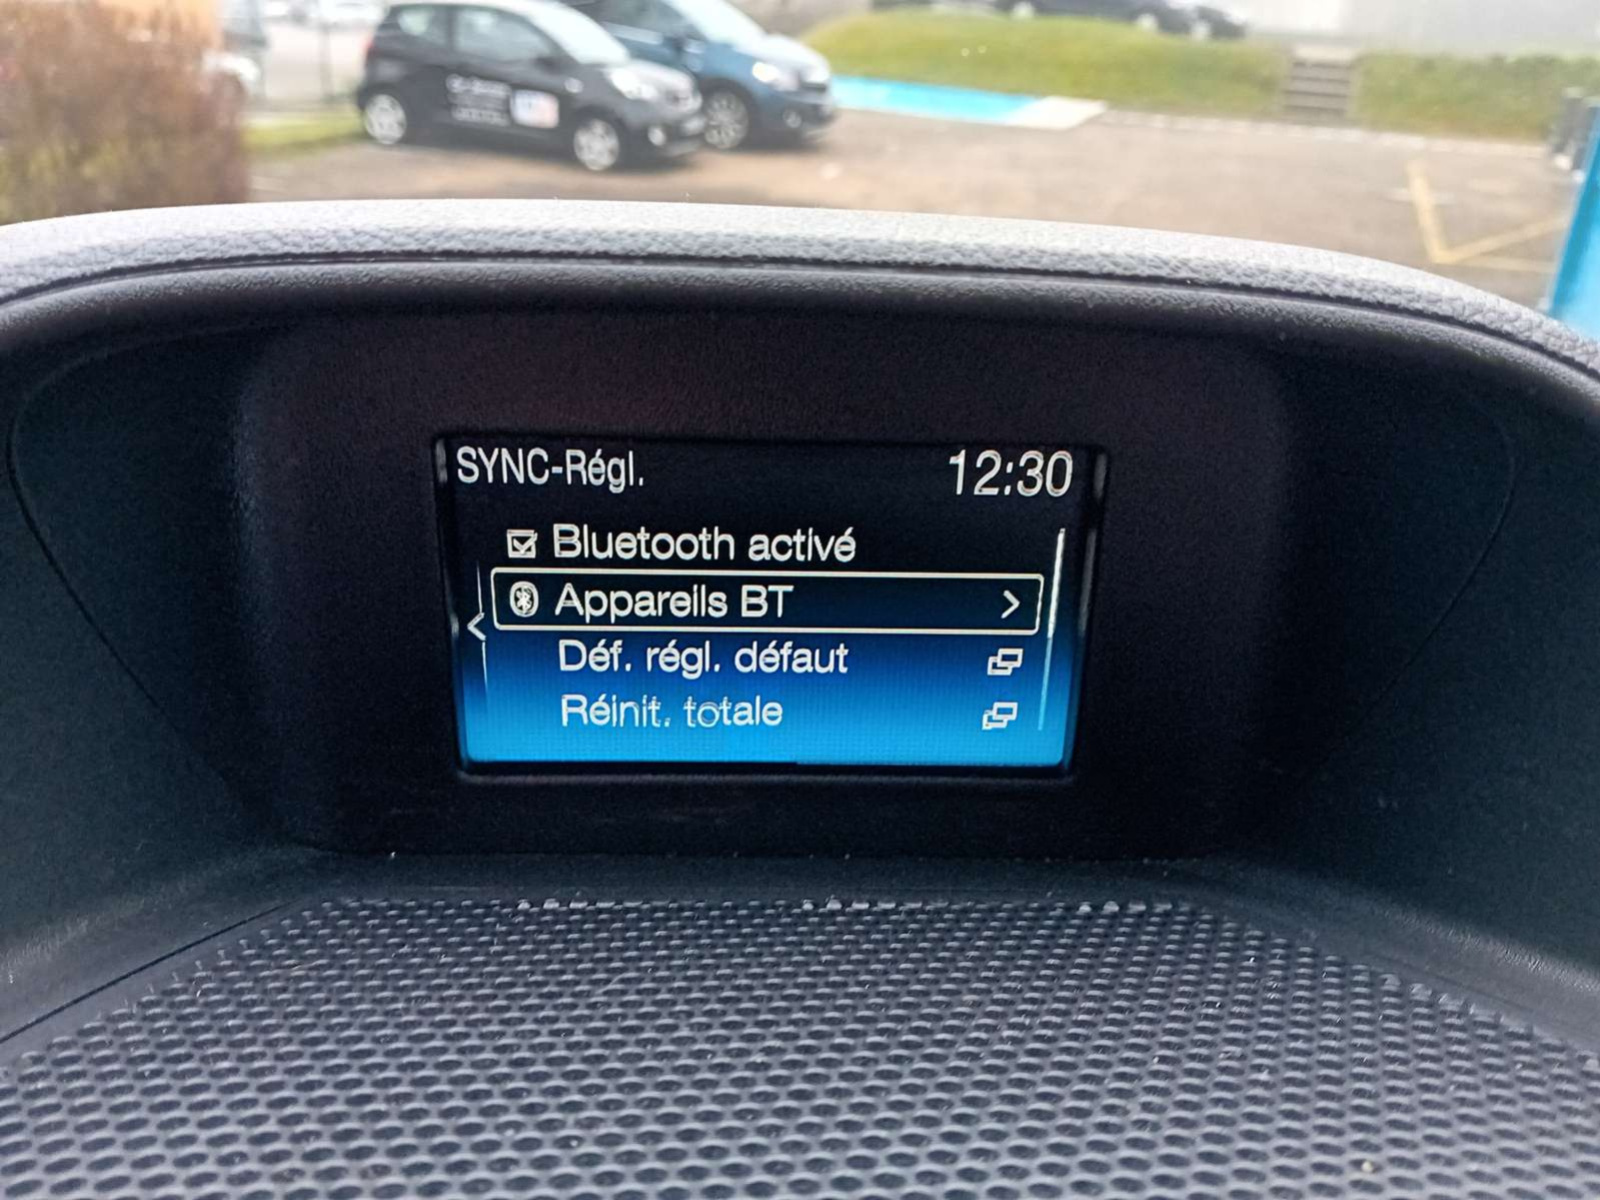 SYNC-Régl.
12:30
Bluetooth activé
Appareils BT
Déf. régl. défaut
Réinit. totale